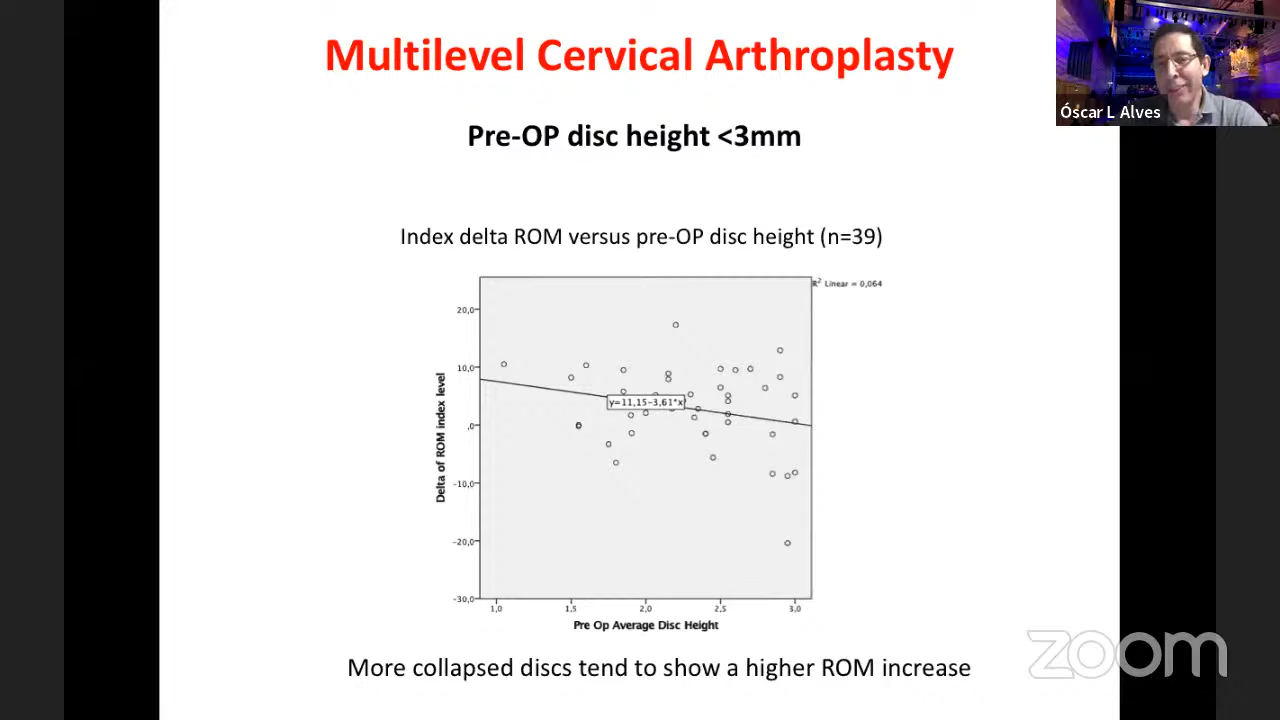 Multilevel Cervical Arthroplasty
Óscar L Alves
Pre-OP disc height <3mm
Index delta ROM versus pre-OP disc height (n=39)
R² Linear = 0,064
20,0
10,0
,0
-10,0
-20,0
-30,0
Delta of ROM index level
y=11,15-3,61*x
1,0 1,5 2,0 2,5 3,0
Pre Op Average Disc Height
More collapsed discs tend to show a higher ROM increase
zoom